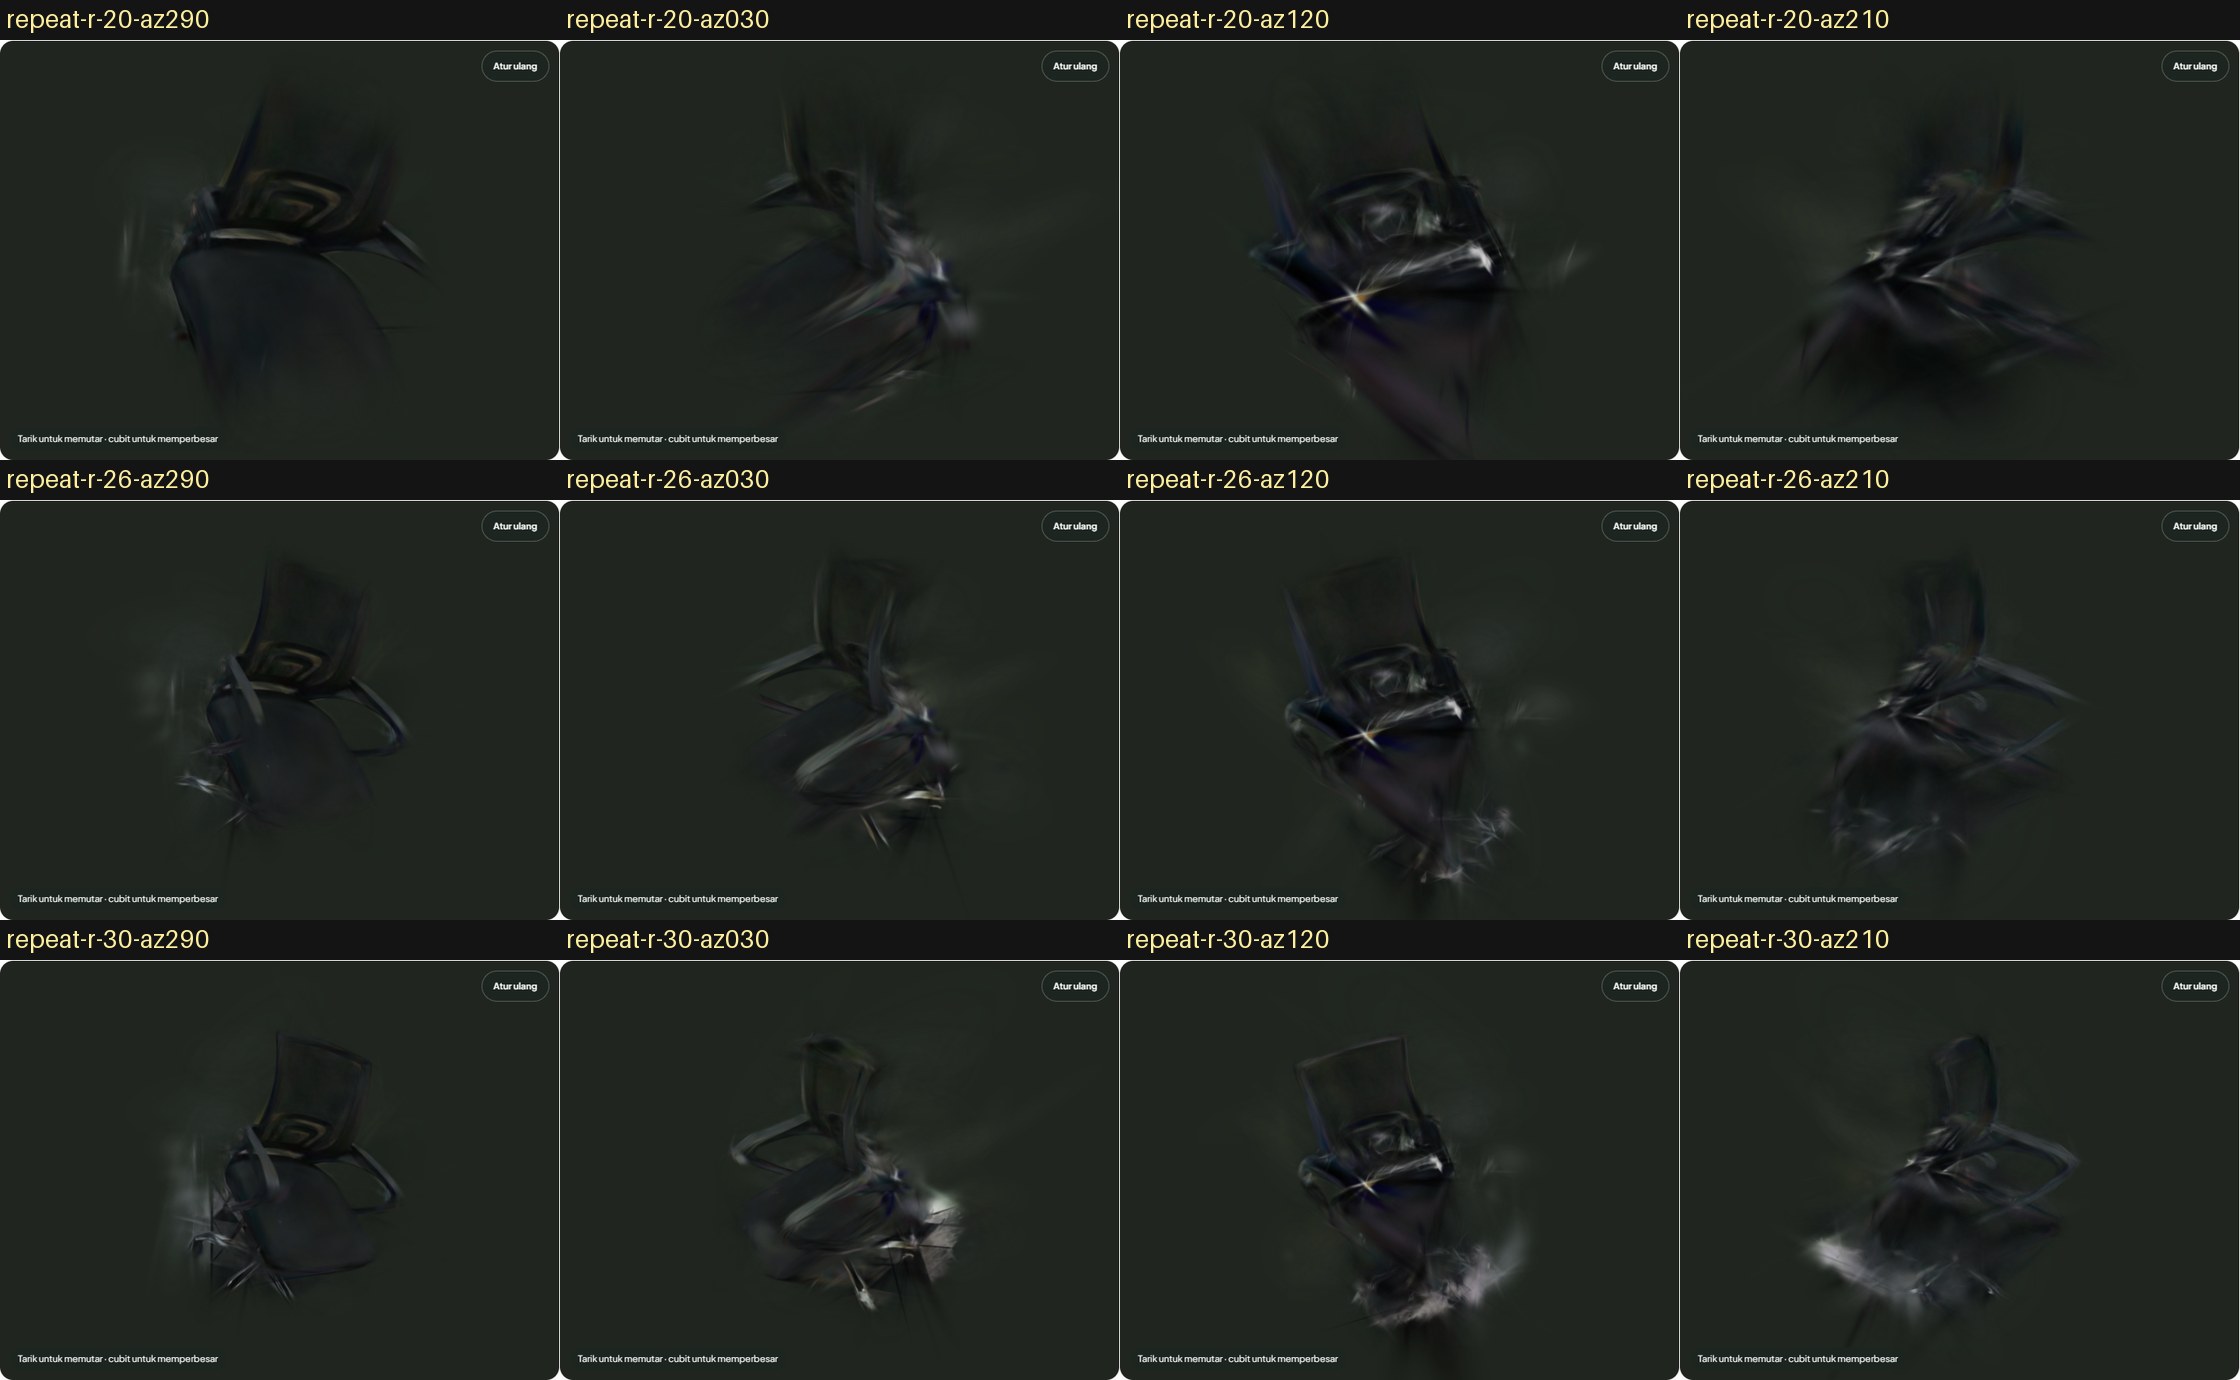 repeat-r-20-az290
repeat-r-20-az030
repeat-r-20-az120
repeat-r-20-az210
Atur ulang
Atur ulang
Atur ulang
Atur ulang
Tarik untuk memutar · cubit untuk memperbesar
Tarik untuk memutar · cubit untuk memperbesar
Tarik untuk memutar · cubit untuk memperbesar
Tarik untuk memutar · cubit untuk memperbesar
repeat-r-26-az290
repeat-r-26-az030
repeat-r-26-az120
repeat-r-26-az210
Atur ulang
Atur ulang
Atur ulang
Atur ulang
Tarik untuk memutar · cubit untuk memperbesar
Tarik untuk memutar · cubit untuk memperbesar
Tarik untuk memutar · cubit untuk memperbesar
Tarik untuk memutar · cubit untuk memperbesar
repeat-r-30-az290
repeat-r-30-az030
repeat-r-30-az120
repeat-r-30-az210
Atur ulang
Atur ulang
Atur ulang
Atur ulang
Tarik untuk memutar · cubit untuk memperbesar
Tarik untuk memutar · cubit untuk memperbesar
Tarik untuk memutar · cubit untuk memperbesar
Tarik untuk memutar · cubit untuk memperbesar